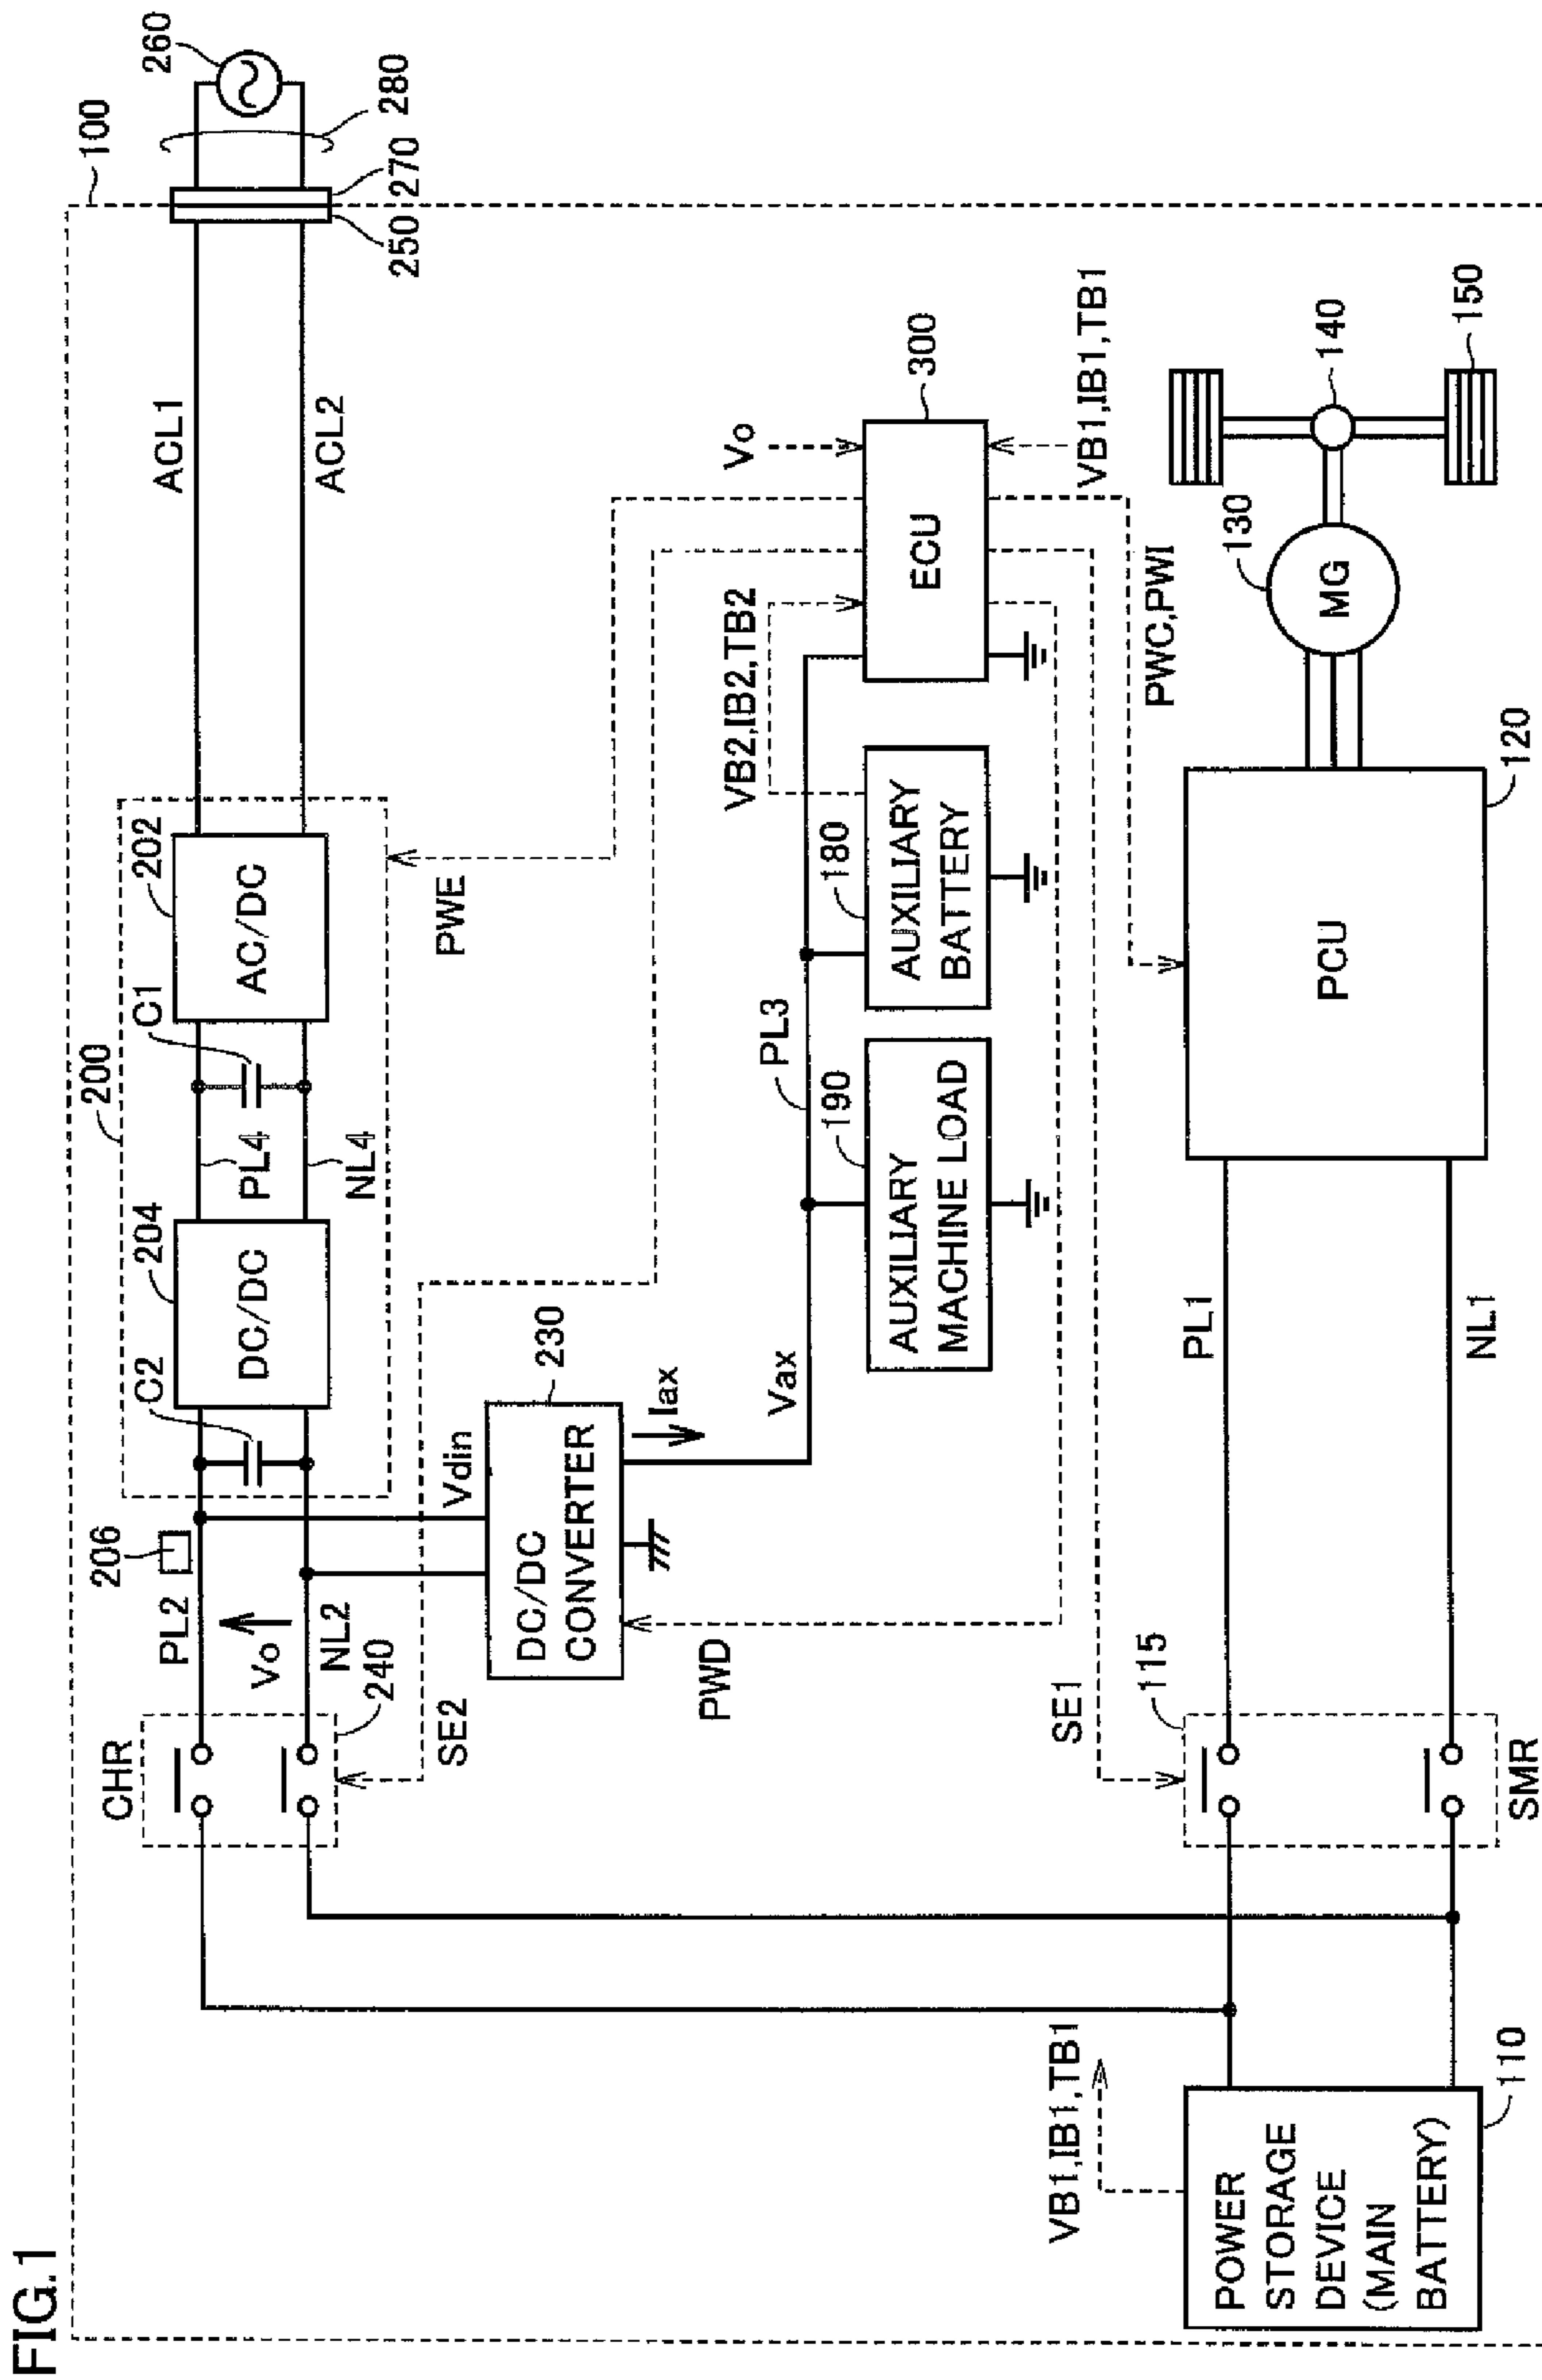 FIG.1
100
260
280
270
250
ACL1
ACL2
200
202
AC/DC
C1
PL4
NL4
204
DC/DC
C2
206
PL2
Vo
NL2
CHR
240
SE2
PWE
Vdin
230
DC/DC
CONVERTER
Iax
PWD
Vax
PL3
190
AUXILIARY
MACHINE LOAD
180
AUXILIARY
BATTERY
VB2,IB2,TB2
Vo
300
ECU
VB1,IB1,TB1
PWC,PWI
SE1
115
SMR
PL1
NL1
VB1,IB1,TB1
POWER
STORAGE
DEVICE
(MAIN
BATTERY)
110
PCU
120
130
MG
140
150